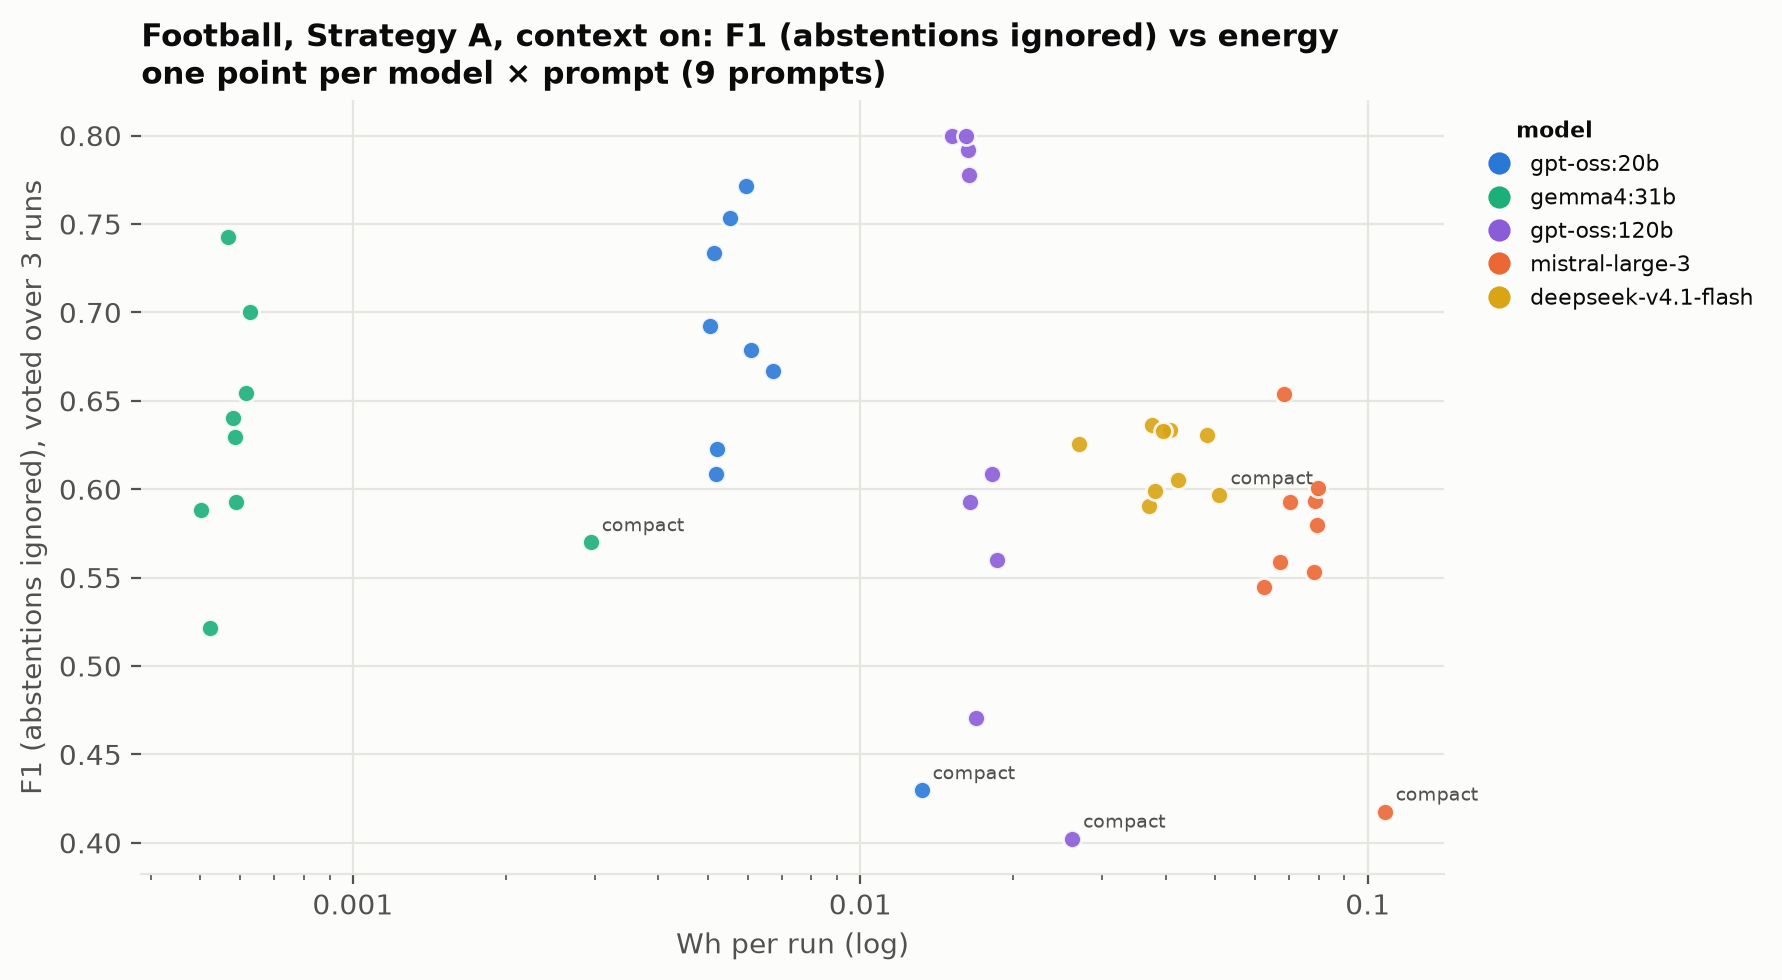 Football, Strategy A, context on: F1 (abstentions ignored) vs energy
one point per model × prompt (9 prompts)
F1 (abstentions ignored), voted over 3 runs
0.80
0.75
0.70
0.65
0.60
0.55
0.50
0.45
0.40
compact
compact
compact
compact
compact
0.001
0.01
0.1
Wh per run (log)
model
gpt-oss:20b
gemma4:31b
gpt-oss:120b
mistral-large-3
deepseek-v4.1-flash